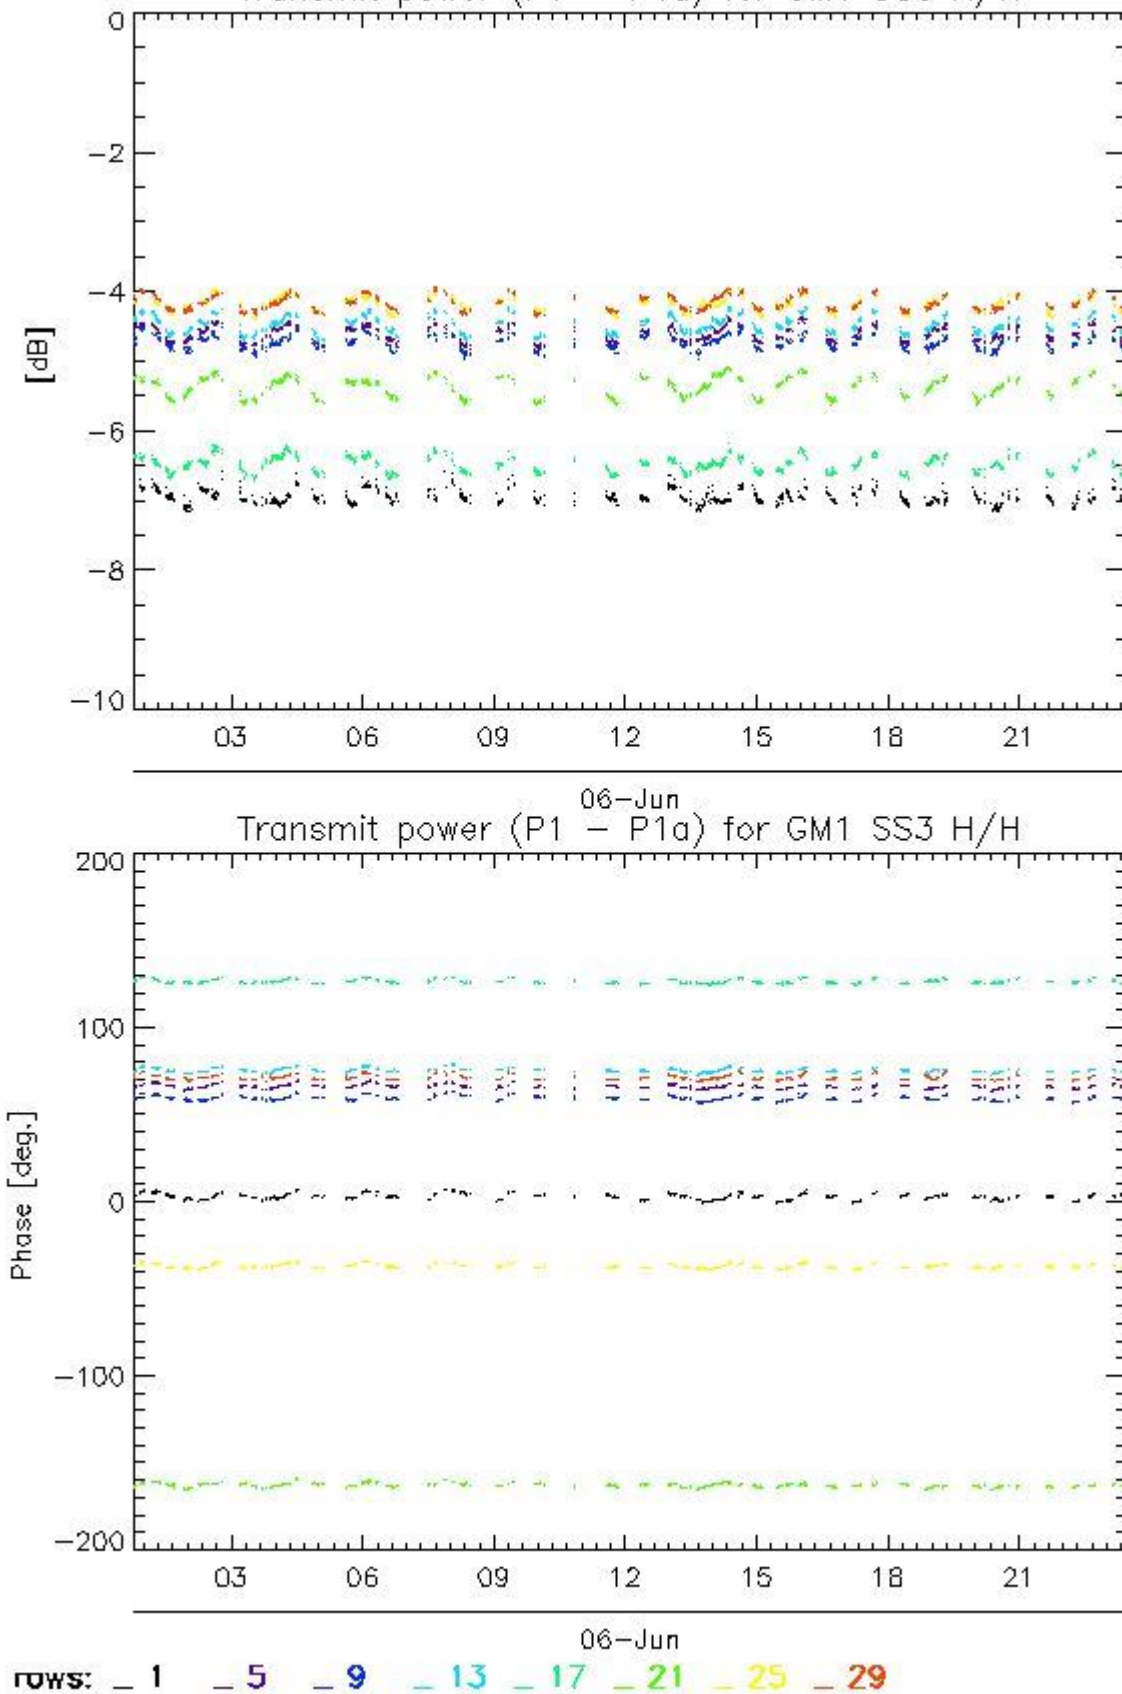 0
-2
-4
[dB]
-6
-8
-10
03 06 09 12 15 18 21
06-Jun
Transmit power (P1 - P1a) for GM1 SS3 H/H
200
100
Phase [deg.]
0
-100
-200
03 06 09 12 15 18 21
06-Jun
rows: _ 1 _ 5 _ 9 _ 13 _ 17 _ 21 _ 25 _ 29